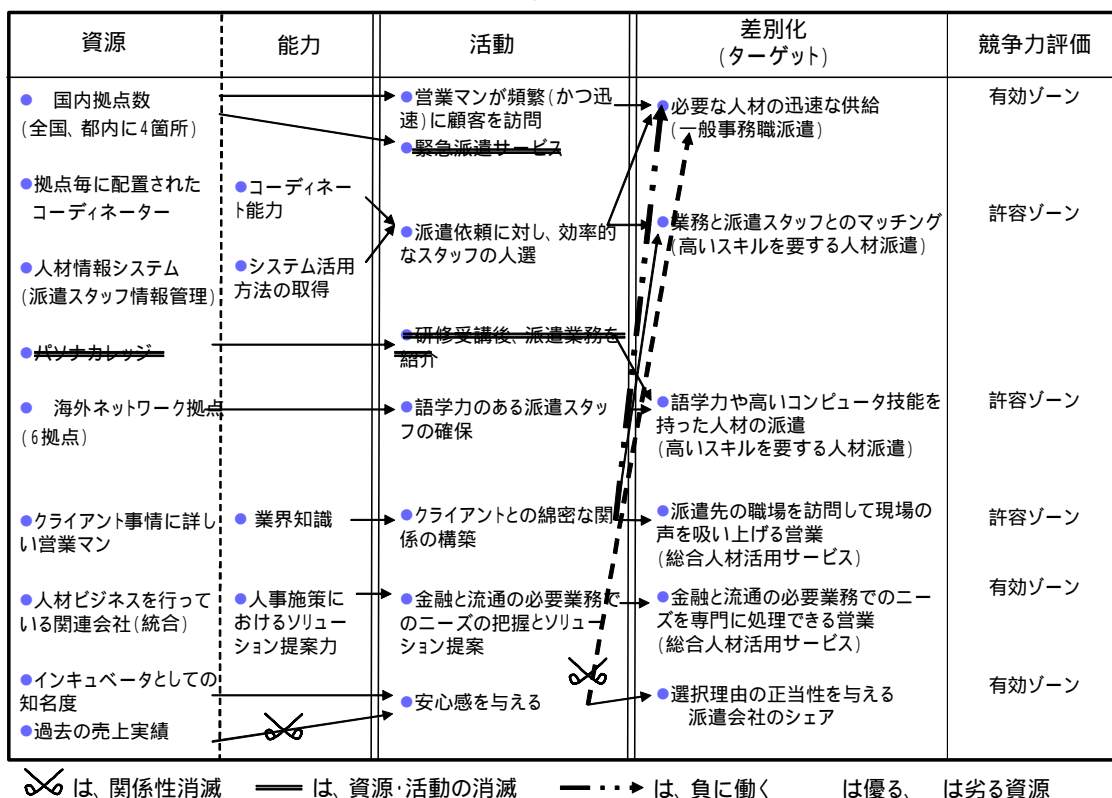 資源
能力
活動
差別化
(ターゲット)
競争力評価
● 国内拠点数
(全国、都内に4箇所)
●営業マンが頻繁(かつ迅
速)に顧客を訪問
●緊急派遣サービス
●必要な人材の迅速な供給
(一般事務職派遣)
有効ゾーン
●拠点毎に配置された
コーディネーター
●コーディネー
ト能力
●派遣依頼に対し、効率的
なスタッフの人選
●業務と派遣スタッフとのマッチング
(高いスキルを要する人材派遣)
許容ゾーン
●人材情報システム
(派遣スタッフ情報管理)
●システム活用
方法の取得
●パソナカレッジ
●研修受講後、派遣業務を
紹介
● 海外ネットワーク拠点
(6拠点)
●語学力のある派遣スタッ
フの確保
●語学力や高いコンピュータ技能を
持った人材の派遣
(高いスキルを要する人材派遣)
許容ゾーン
●クライアント事情に詳し
い営業マン
● 業界知識
●クライアントとの綿密な関
係の構築
●派遣先の職場を訪問して現場の
声を吸い上げる営業
(総合人材活用サービス)
許容ゾーン
●人材ビジネスを行って
いる関連会社(統合)
●人事施策に
おけるソリュー
ション提案力
●金融と流通の必要業務で
のニーズの把握とソリュー
ション提案
●金融と流通の必要業務でのニー
ズを専門に処理できる営業
(総合人材活用サービス)
有効ゾーン
●インキュベータとしての
知名度
●過去の売上実績
●安心感を与える
●選択理由の正当性を与える
派遣会社のシェア
有効ゾーン
は、関係性消滅 は、資源・活動の消滅 は、負に働く は優る、 は劣る資源